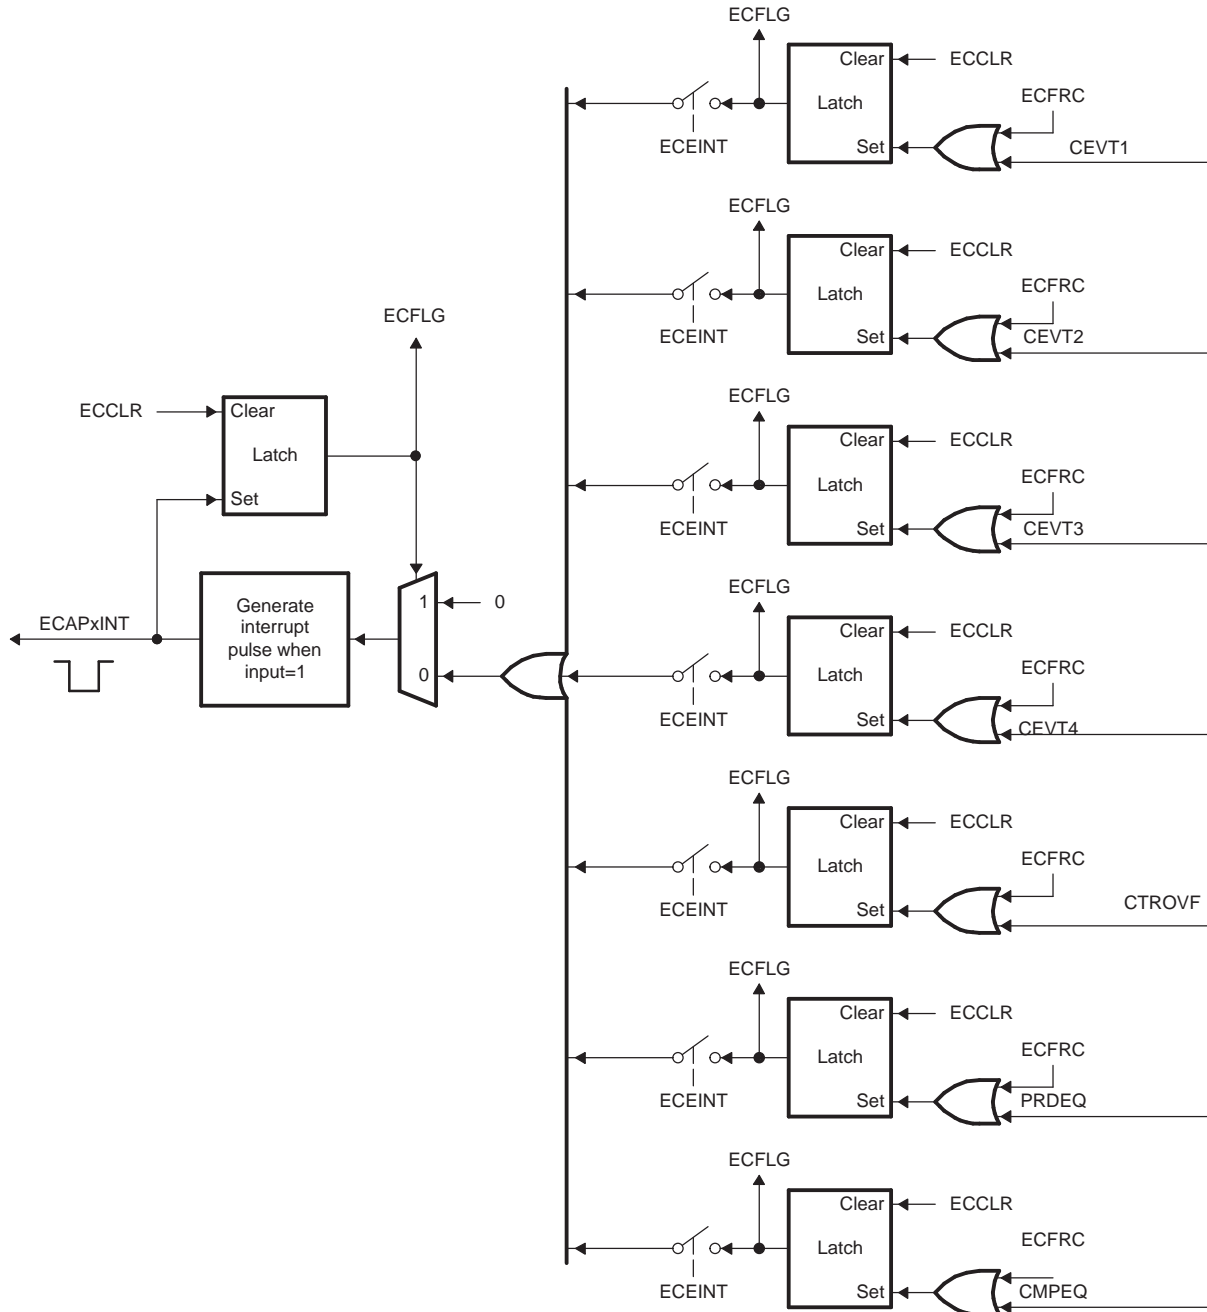 ECFLG
Clear
ECCLR
Latch
ECFRC
ECEINT
Set
CEVT1
ECFLG
Clear
ECCLR
Latch
ECFRC
ECEINT
Set
CEVT2
ECFLG
ECCLR
Clear
Latch
Set
ECFLG
Clear
ECCLR
Latch
ECFRC
ECEINT
Set
CEVT3
ECAPxINT
Generate
interrupt
pulse when
input=1
1
0
0
ECFLG
Clear
ECCLR
Latch
ECFRC
ECEINT
Set
CEVT4
ECFLG
Clear
ECCLR
Latch
ECFRC
ECEINT
Set
CTROVF
ECFLG
Clear
ECCLR
Latch
ECFRC
ECEINT
Set
PRDEQ
ECFLG
Clear
ECCLR
Latch
ECFRC
ECEINT
Set
CMPEQ